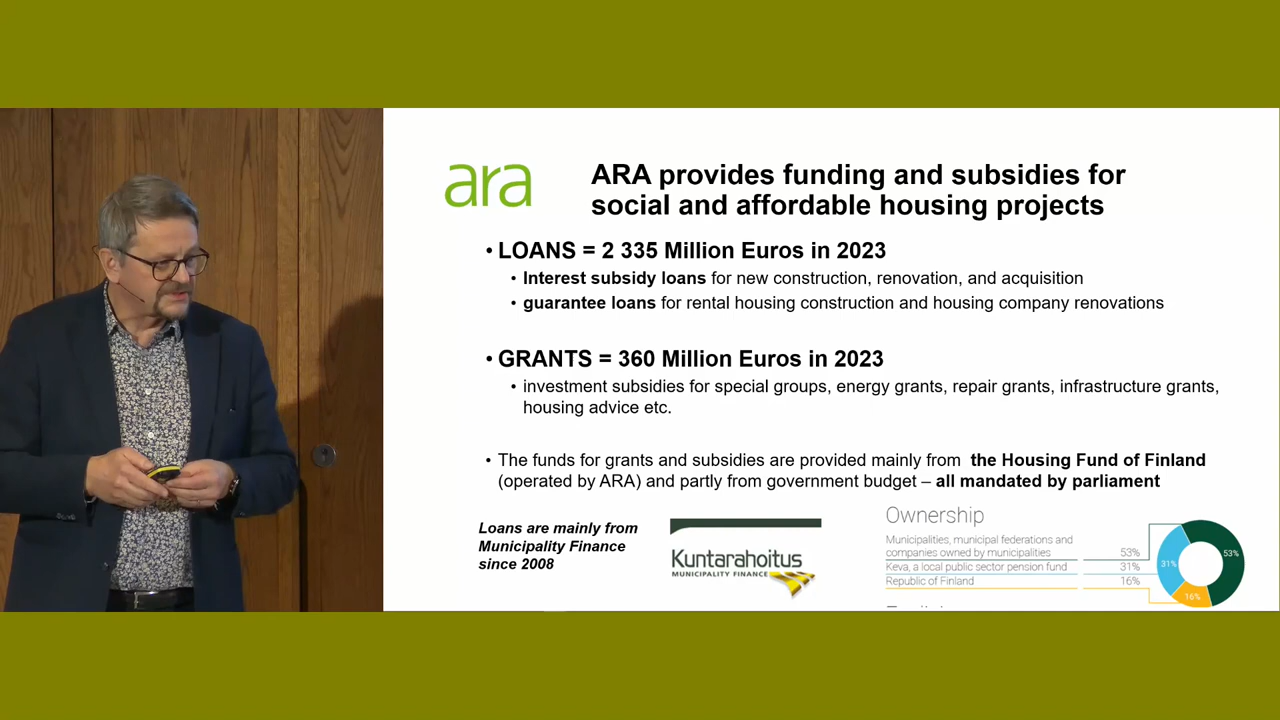 ara
ARA provides funding and subsidies for
social and affordable housing projects
• LOANS = 2 335 Million Euros in 2023
• Interest subsidy loans for new construction, renovation, and acquisition
• guarantee loans for rental housing construction and housing company renovations
• GRANTS = 360 Million Euros in 2023
• investment subsidies for special groups, energy grants, repair grants, infrastructure grants,
housing advice etc.
• The funds for grants and subsidies are provided mainly from the Housing Fund of Finland
(operated by ARA) and partly from government budget – all mandated by parliament
Loans are mainly from
Municipality Finance
since 2008
Kuntarahoitus
MUNICIPALITY FINANCE
Ownership
Municipalities, municipal federations and
companies owned by municipalities 53%
Keva, a local public sector pension fund 31%
Republic of Finland 16%
53%
31%
16%